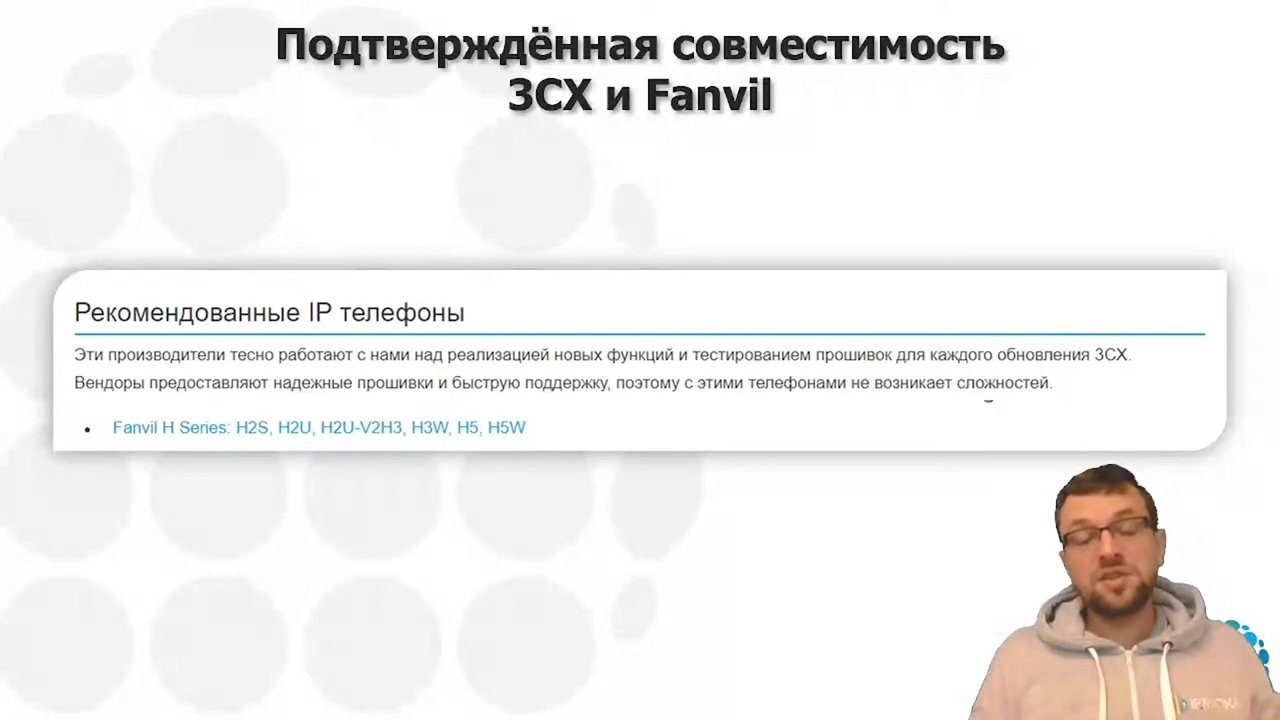 Подтверждённая совместимость
3CX и Fanvil
Рекомендованные IP телефоны
Эти производители тесно работают с нами над реализацией новых функций и тестированием прошивок для каждого обновления 3CX.
Вендоры предоставляют надежные прошивки и быструю поддержку, поэтому с этими телефонами не возникает сложностей.
• Fanvil H Series: H2S, H2U, H2U-V2H3, H3W, H5, H5W